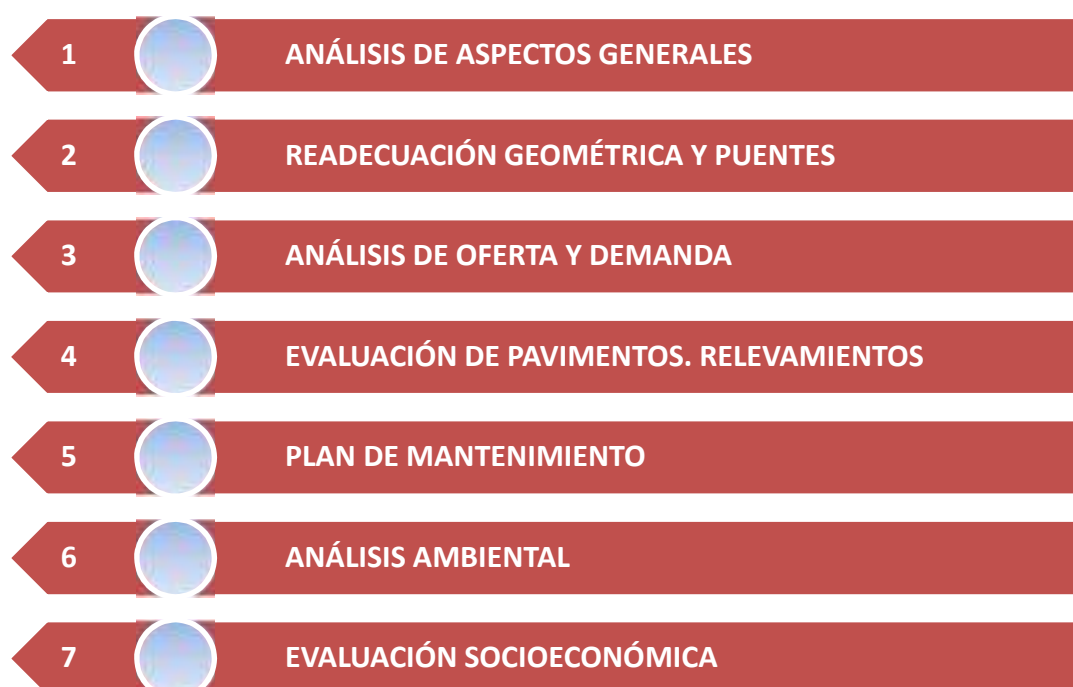 1 ANÁLISIS DE ASPECTOS GENERALES
2 READECUACIÓN GEOMÉTRICA Y PUENTES
3 ANÁLISIS DE OFERTA Y DEMANDA
4 EVALUACIÓN DE PAVIMENTOS. RELEVAMIENTOS
5 PLAN DE MANTENIMIENTO
6 ANÁLISIS AMBIENTAL
7 EVALUACIÓN SOCIOECONÓMICA